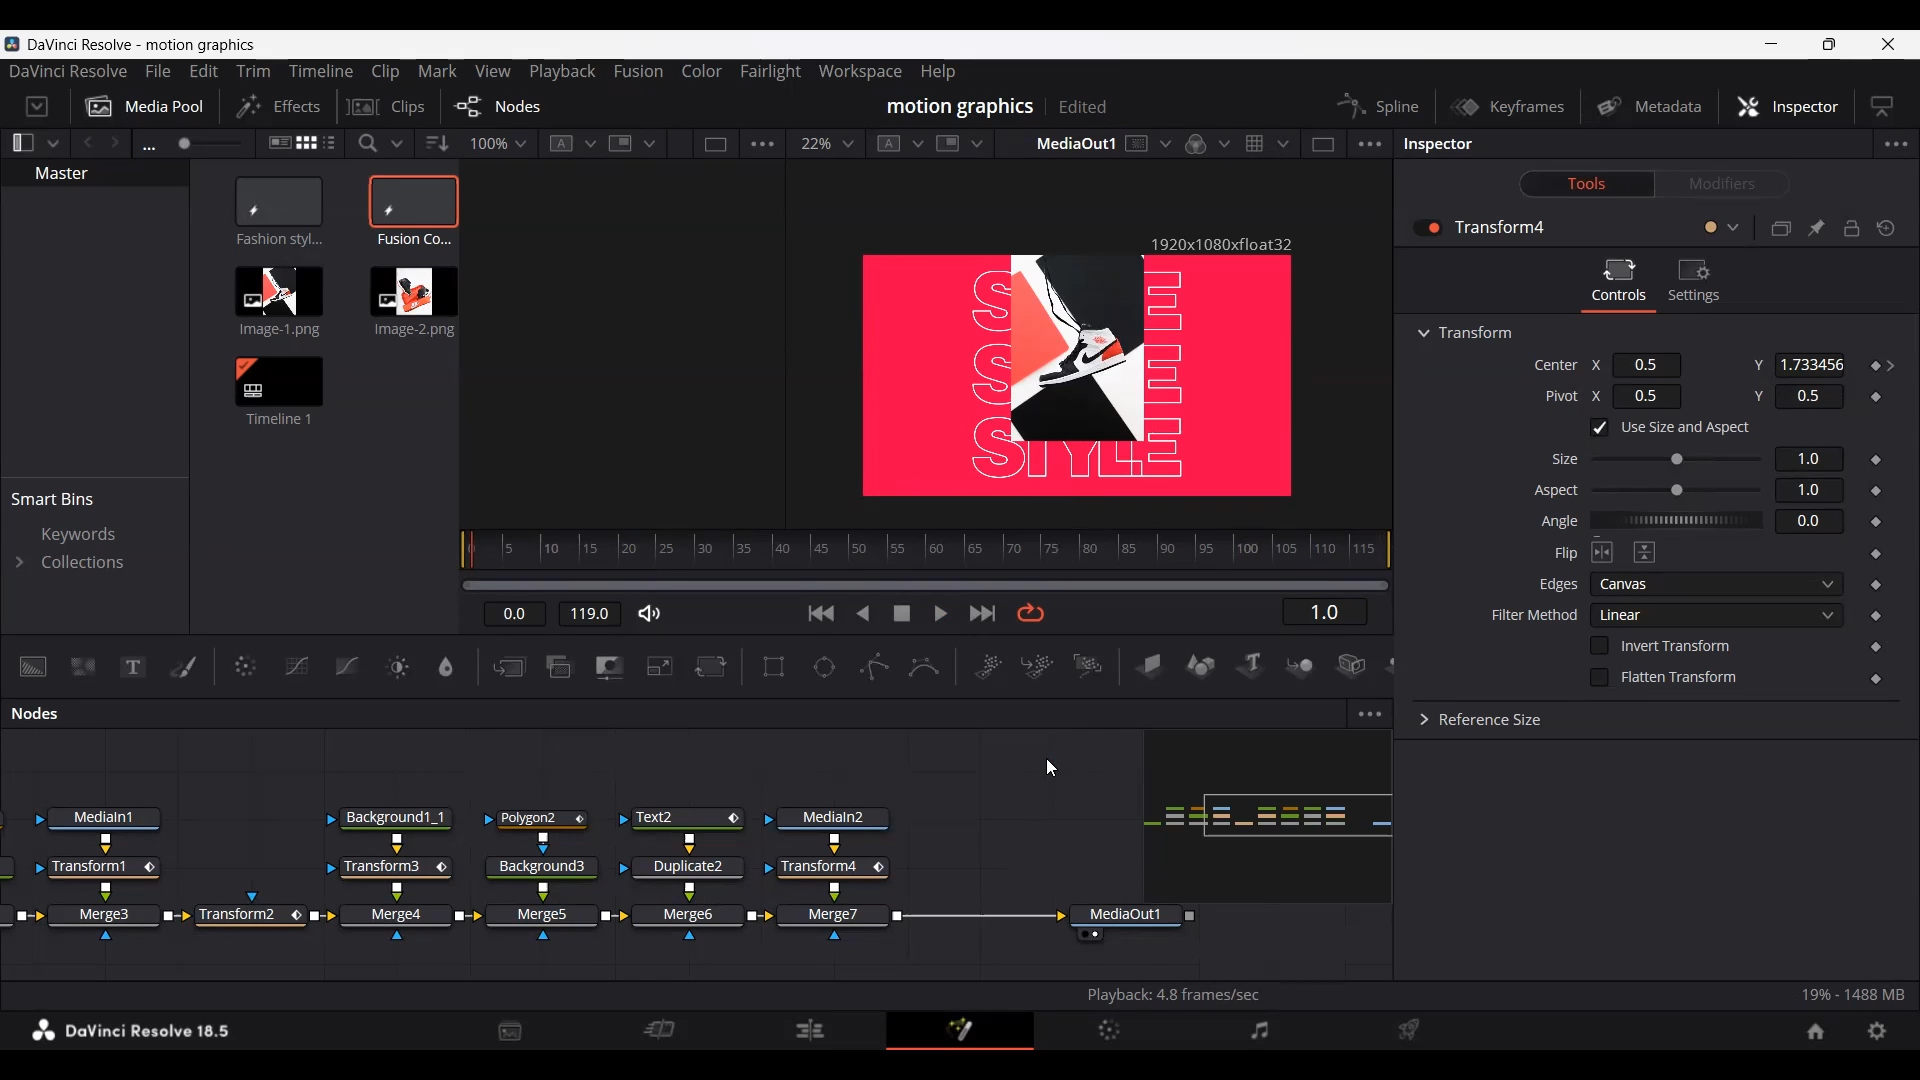 DaVinci Resolve - motion graphics
DaVinci Resolve File Edit Trim Timeline Clip Mark View Playback Fusion Color Fairlight Workspace Help
Media Pool Effects Clips Nodes motion graphics Edited Spline Keyframes Metadata Inspector
... 100% A ... 22% A MediaOut1 ... Inspector ...
Master
Tools Modifiers
Fashion styl... Fusion Co...
Transform4
1920x1080xfloat32
Controls Settings
Image-1.png Image-2.png
Transform
Center X 0.5 Y 1.733456
Pivot X 0.5 Y 0.5
Use Size and Aspect
Timeline 1
STYLE
Size 1.0
Aspect 1.0
Smart Bins
Angle 0.0
Keywords
Collections
5 10 15 20 25 30 35 40 45 50 55 60 65 70 75 80 85 90 95 100 105 110 115
Flip
Edges Canvas
0.0 119.0 1.0
Filter Method Linear
Invert Transform
Flatten Transform
T T
Nodes ...
Reference Size
MediaIn1 Background1_1 Polygon2 Text2 MediaIn2
Transform1 Transform3 Background3 Duplicate2 Transform4
Merge3 Transform2 Merge4 Merge5 Merge6 Merge7 MediaOut1
Playback: 4.8 frames/sec 19% - 1488 MB
DaVinci Resolve 18.5